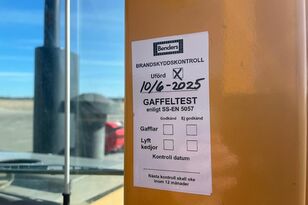 Benders
BRANDSKYDDSKONTROLL
Utförd X
10/6-2025
GAFFELTEST
enligt SS-EN 5057
Godkänd Ej godkänd
Gafflar
Lyft
kedjor
Kontroll datum
Nästa kontroll skall ske
inom 12 månader